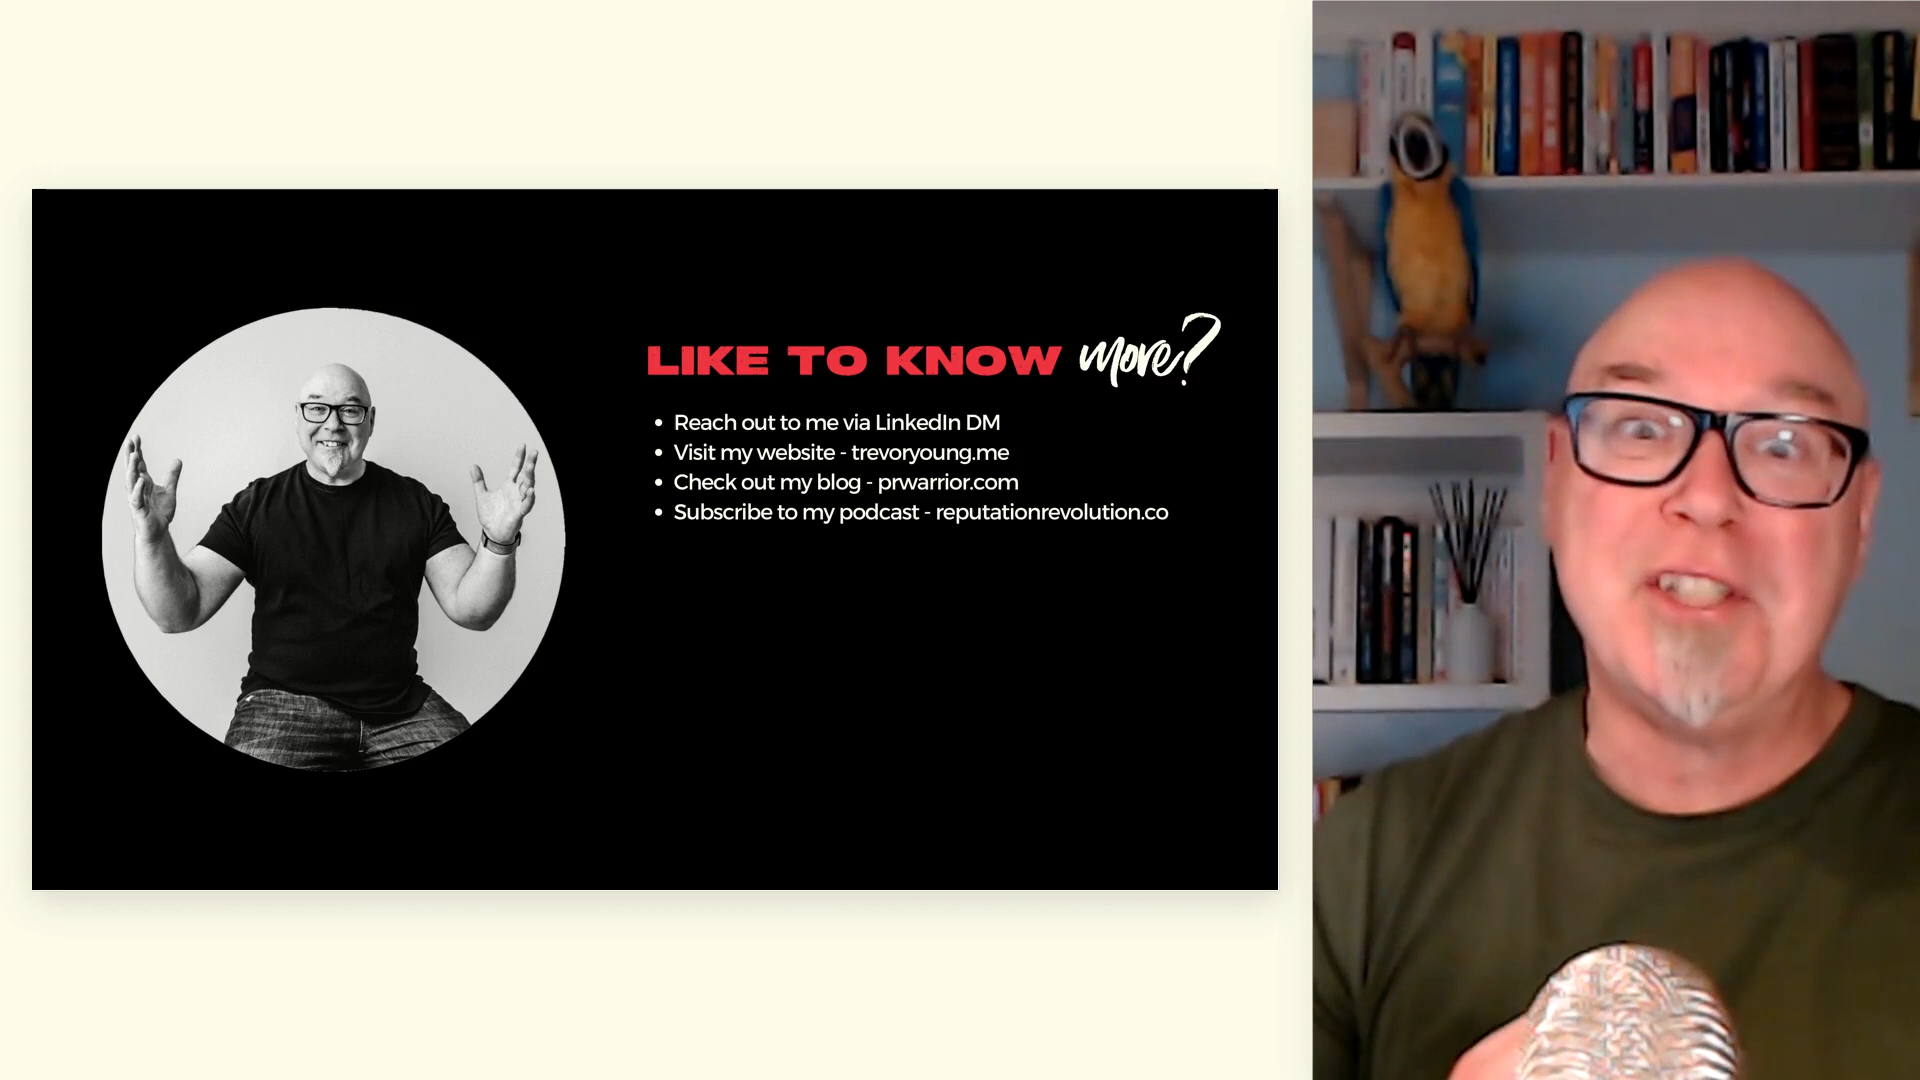 LIKE TO KNOW more?
• Reach out to me via LinkedIn DM
• Visit my website - trevoryoung.me
• Check out my blog - prwarrior.com
• Subscribe to my podcast - reputationrevolution.co